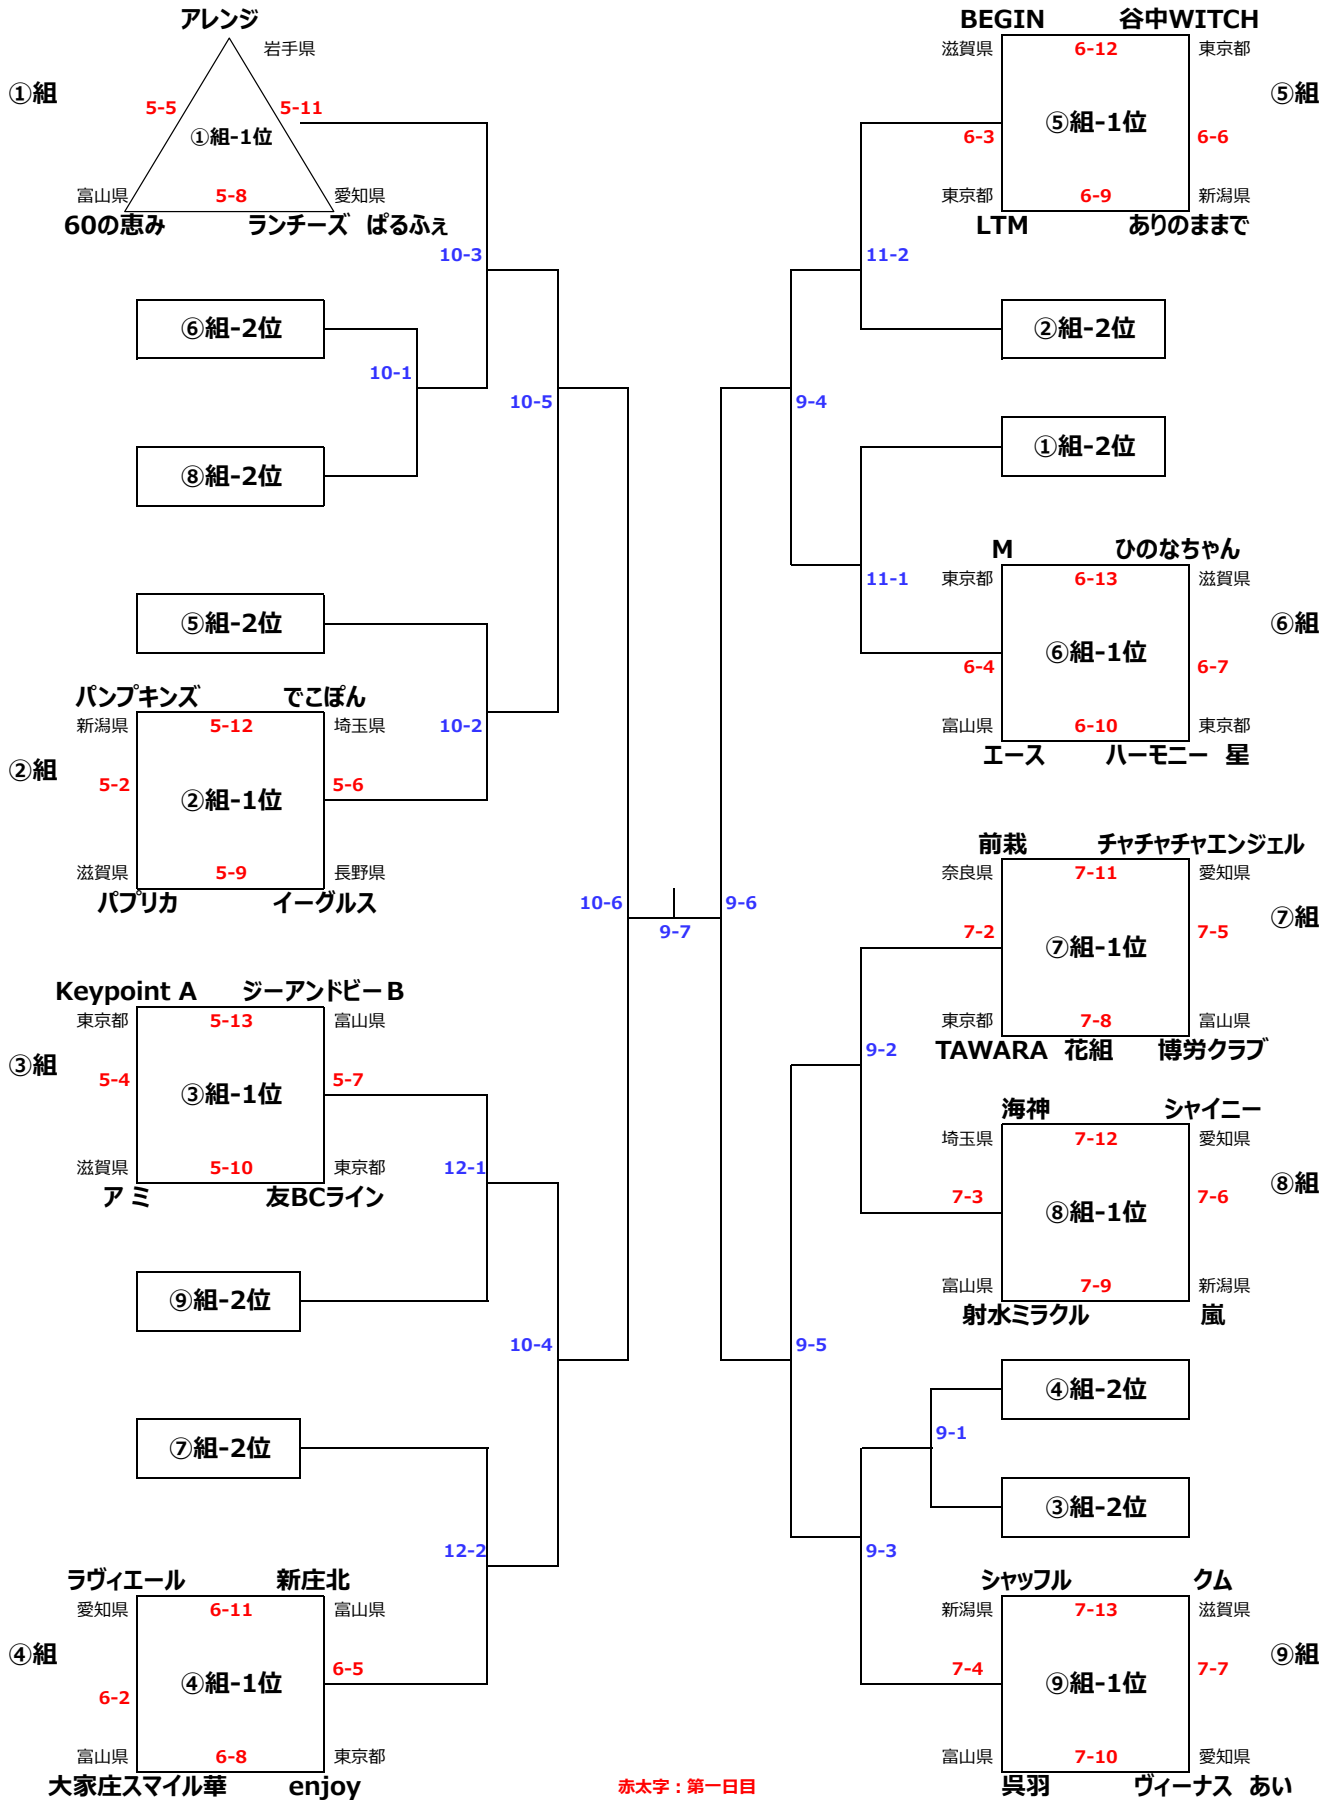 アレンジ
岩手県
①組
5-5
5-11
①組-1位
富山県
5-8
愛知県
60の恵み
ランチーズ ぱるふぇ
10-3
⑥組-2位
10-1
10-5
⑧組-2位
⑤組-2位
パンプキンズ
でこぽん
新潟県
5-12
埼玉県
10-2
②組
5-2
②組-1位
5-6
滋賀県
5-9
長野県
パプリカ
イーグルス
10-6
9-7
9-6
Keypoint A
ジーアンドビー B
東京都
5-13
富山県
③組
5-4
③組-1位
5-7
滋賀県
5-10
東京都
12-1
ア ミ
友BCライン
⑨組-2位
10-4
⑦組-2位
12-2
ラヴィエール
新庄北
愛知県
6-11
富山県
④組
6-2
④組-1位
6-5
富山県
6-8
東京都
大家庄スマイル華
enjoy
赤太字：第一日目
BEGIN
谷中WITCH
滋賀県
6-12
東京都
⑤組
6-3
⑤組-1位
6-6
東京都
6-9
新潟県
LTM
ありのままで
11-2
②組-2位
9-4
①組-2位
M
ひのなちゃん
11-1
東京都
6-13
滋賀県
⑥組
6-4
⑥組-1位
6-7
富山県
6-10
東京都
エース
ハーモニー 星
前栽
チャチャチャエンジェル
奈良県
7-11
愛知県
⑦組
7-2
⑦組-1位
7-5
東京都
7-8
富山県
TAWARA 花組
博労クラブ
9-2
海神
シャイニー
埼玉県
7-12
愛知県
⑧組
7-3
⑧組-1位
7-6
富山県
7-9
新潟県
射水ミラクル
嵐
9-5
④組-2位
9-1
③組-2位
9-3
シャッフル
クム
新潟県
7-13
滋賀県
⑨組
7-4
⑨組-1位
7-7
富山県
7-10
愛知県
呉羽
ヴィーナス あい